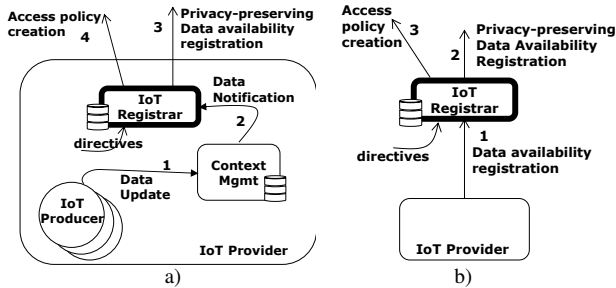 Access policy
creation
4
3
Privacy-preserving
Data availability
registration
IoT
Registrar
Data
Notification
2
directives
1
Data
Update
Context
Mgmt
IoT
Producer
IoT Provider
a)
Access
policy
creation
3
2
Privacy-preserving
Data Availability
Registration
IoT
Registrar
directives
1
Data availability
registration
IoT Provider
b)